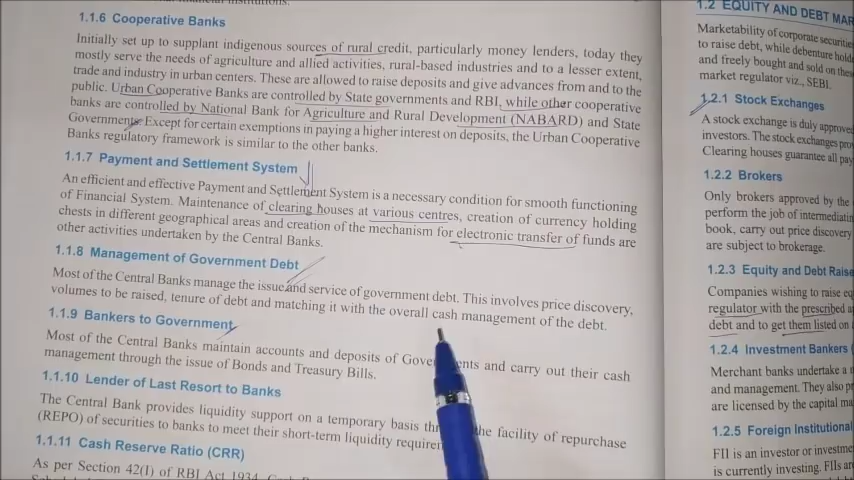 1.1.6 Cooperative Banks
Initially set up to supplant indigenous sources of rural credit, particularly money lenders, today they
mostly serve the needs of agriculture and allied activities, rural-based industries and to a lesser extent,
trade and industry in urban centers. These are allowed to raise deposits and give advances from and to the
public. Urban Cooperative Banks are controlled by State governments and RBI, while other cooperative
banks are controlled by National Bank for Agriculture and Rural Development (NABARD) and State
Governments. Except for certain exemptions in paying a higher interest on deposits, the Urban Cooperative
Banks regulatory framework is similar to the other banks.
1.1.7 Payment and Settlement System
An efficient and effective Payment and Settlement System is a necessary condition for smooth functioning
of Financial System. Maintenance of clearing houses at various centres, creation of currency holding
chests in different geographical areas and creation of the mechanism for electronic transfer of funds are
other activities undertaken by the Central Banks.
1.1.8 Management of Government Debt
Most of the Central Banks manage the issue and service of government debt. This involves price discovery,
volumes to be raised, tenure of debt and matching it with the overall cash management of the debt.
1.1.9 Bankers to Government
Most of the Central Banks maintain accounts and deposits of and carry out their cash
management through the issue of Bonds and Treasury Bills.
1.1.10 Lender of Last Resort to Banks
The Central Bank provides liquidity support on a temporary basis the facility of repurchase
(REPO) of securities to banks to meet their short-term liquidity
1.1.11 Cash Reserve Ratio (CRR)
As per Section 42(I) of RBI Act 1934,
1.2 EQUITY AND DEBT
Marketability of corporate
to raise debt, while debenture
and freely bought and sold on
market regulator viz., SEBI.
1.2.1 Stock Exchanges
A stock exchange is duly approved
investors. The stock exchanges
Clearing houses guarantee all
1.2.2 Brokers
Only brokers approved by the
perform the job of
book, carry out price discovery
are subject to brokerage.
1.2.3 Equity and Debt
Companies wishing to raise
regulator with the prescribed
debt and to get them listed on
1.2.4 Investment Bankers
Merchant banks undertake a
and management. They also
are licensed by the capital
1.2.5 Foreign Institutional
FII is an investor or
is currently investing. FIIs